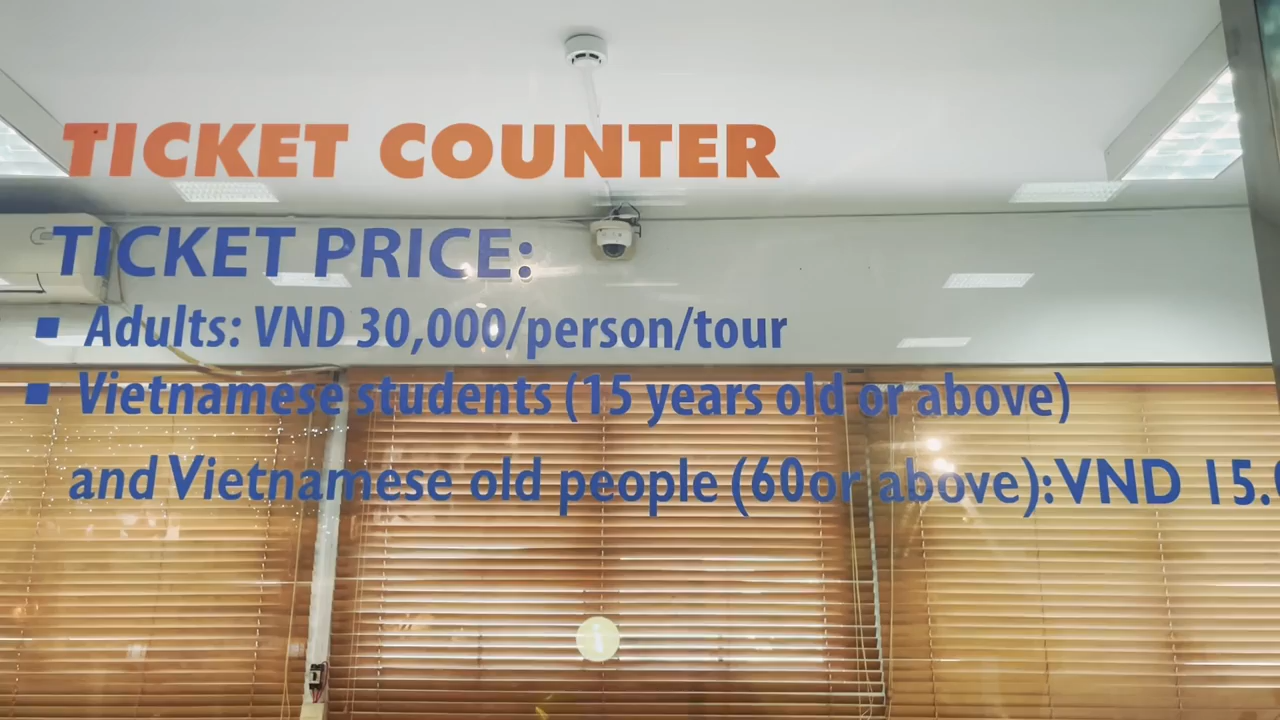 TICKET COUNTER
TICKET PRICE:
▪ Adults: VND 30,000/person/tour
▪ Vietnamese students (15 years old or above)
and Vietnamese old people (60or above): VND 15.